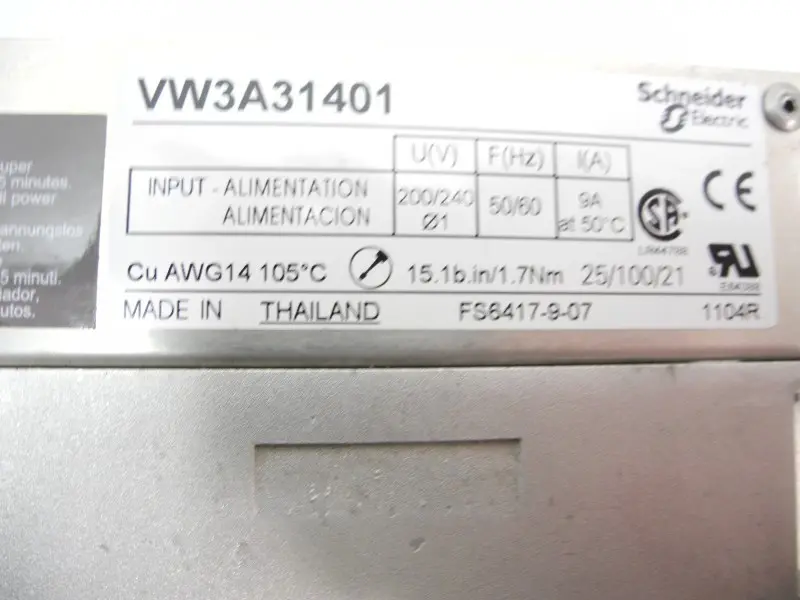 VW3A31401
Schneider
Electric
U(V) F(Hz) I(A)
INPUT - ALIMENTATION
ALIMENTACION
200/240
Ø1
50/60
9A
at 50°C
Cu AWG14 105°C
15.1b.in/1.7Nm 25/100/21
MADE IN THAILAND
FS6417-9-07
1104R
5 minutes.
power
annungslos
ten.
5 minuti.
lador,
utos.